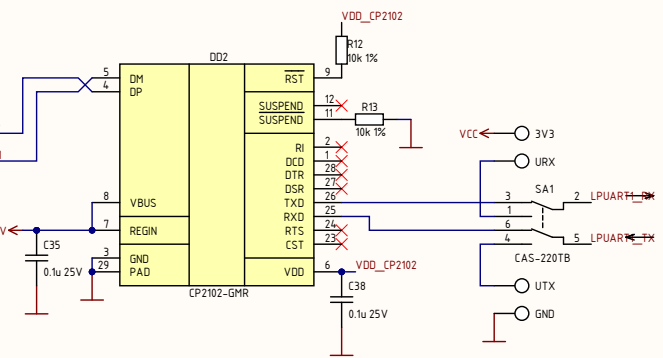 VDD_CP2102
R12
10k 1%
DD2
5
DM
4
DP
RST
9
SUSPEND
12
SUSPEND
11
R13
10k 1%
RI
2
DCD
1
DTR
28
DSR
27
TXD
26
RXD
25
RTS
24
CST
23
8
VBUS
7
REGIN
3
GND
29
PAD
VDD
6
VDD_CP2102
CP2102-GMR
V
C35
0.1u 25V
C38
0.1u 25V
VCC
3V3
URX
SA1
3
2
LPUART1_RX
1
6
4
5
LPUART_TX
CAS-220TB
UTX
GND